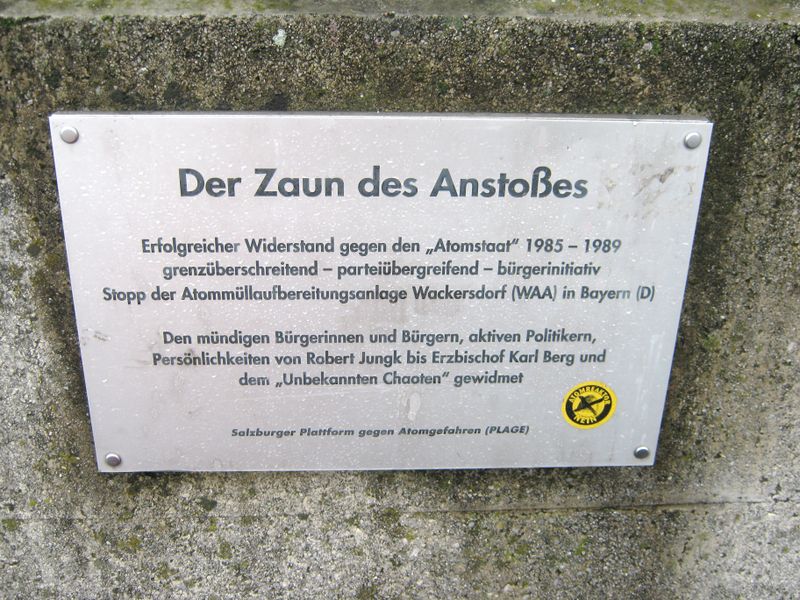 Der Zaun des Anstoßes
Erfolgreicher Widerstand gegen den „Atomstaat“ 1985 – 1989
grenzüberschreitend – parteiübergreifend – bürgerinitiativ
Stopp der Atommüllaufbereitungsanlage Wackersdorf (WAA) in Bayern (D)
Den mündigen Bürgerinnen und Bürgern, aktiven Politikern,
Persönlichkeiten von Robert Jungk bis Erzbischof Karl Berg und
dem „Unbekannten Chaoten“ gewidmet
ATOMREAKTOR
NEIN
Salzburger Plattform gegen Atomgefahren (PLAGE)